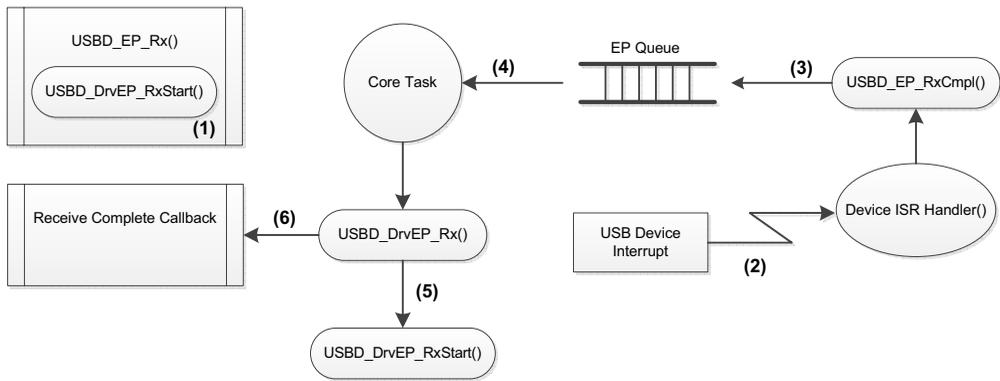 USBD_EP_Rx()
USBD_DrvEP_RxStart()
(1)
Core Task
(4)
EP Queue
(3)
USBD_EP_RxCmpl()
Receive Complete Callback
(6)
USBD_DrvEP_Rx()
USB Device
Interrupt
(2)
Device ISR Handler()
(5)
USBD_DrvEP_RxStart()